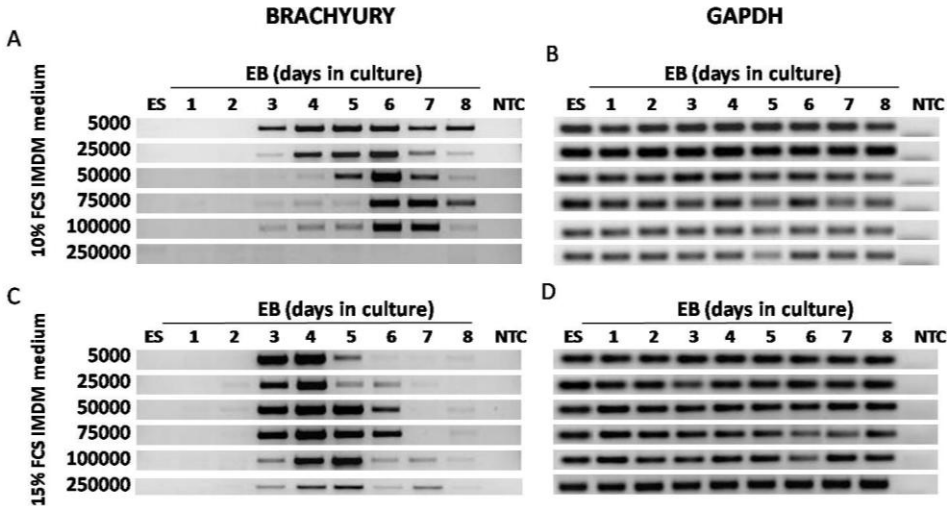 BRACHYURY
GAPDH
A
B
EB (days in culture)
EB (days in culture)
ES 1 2 3 4 5 6 7 8 NTC
ES 1 2 3 4 5 6 7 8 NTC
10% FCS IMDM medium
5000
25000
50000
75000
100000
250000
C
D
EB (days in culture)
EB (days in culture)
ES 1 2 3 4 5 6 7 8 NTC
ES 1 2 3 4 5 6 7 8 NTC
15% FCS IMDM medium
5000
25000
50000
75000
100000
250000